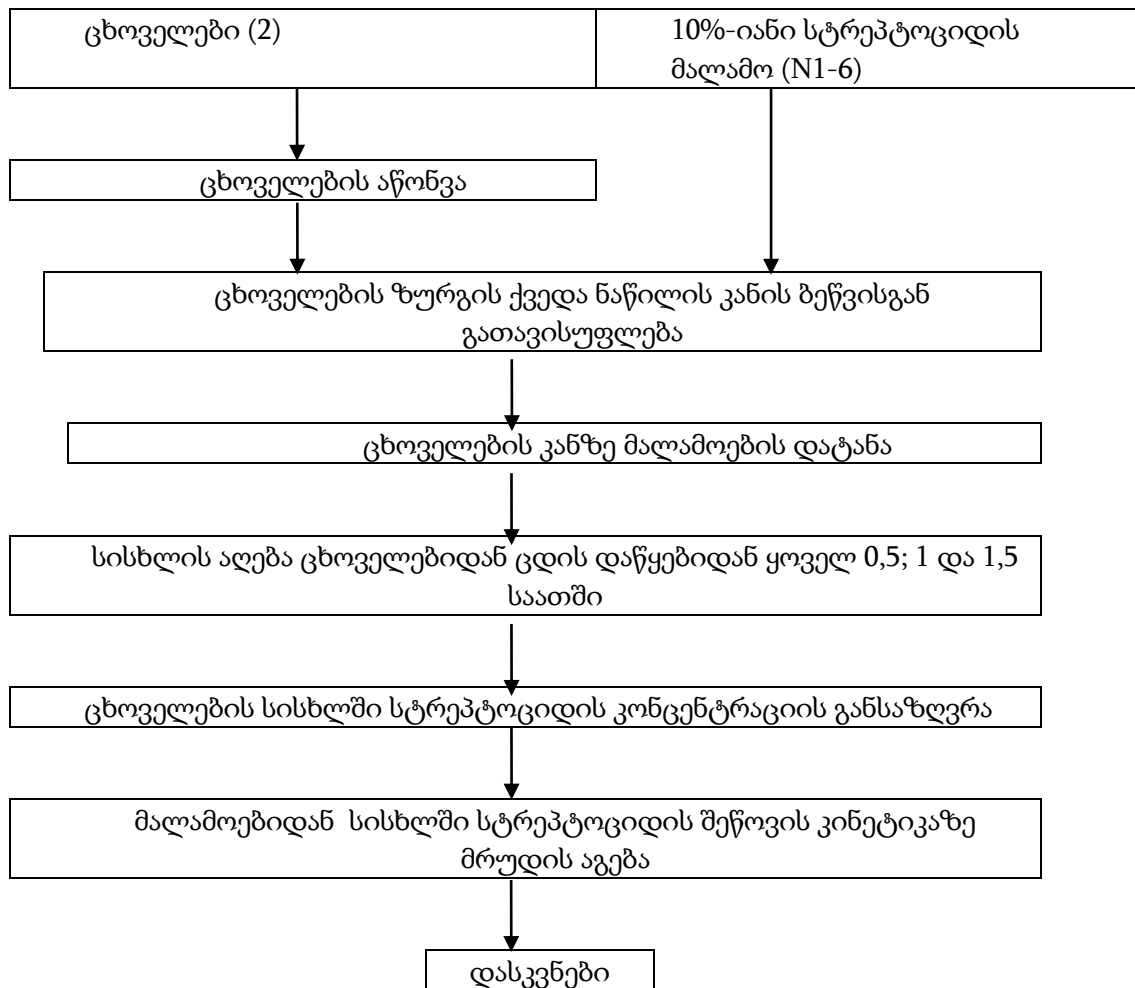 ცხოველები (2)
10%-იანი სტრეპტოციდის
მალამო (N1-6)
ცხოველების აწონვა
ცხოველების ზურგის ქვედა ნაწილის კანის ბეწვისგან
გათავისუფლება
ცხოველების კანზე მალამოების დატანა
სისხლის აღება ცხოველებიდან ცდის დაწყებიდან ყოველ 0,5; 1 და 1,5
საათში
ცხოველების სისხლში სტრეპტოციდის კონცენტრაციის განსაზღვრა
მალამოებიდან სისხლში სტრეპტოციდის შეწოვის კინეტიკაზე
მრუდის აგება
დასკვნები